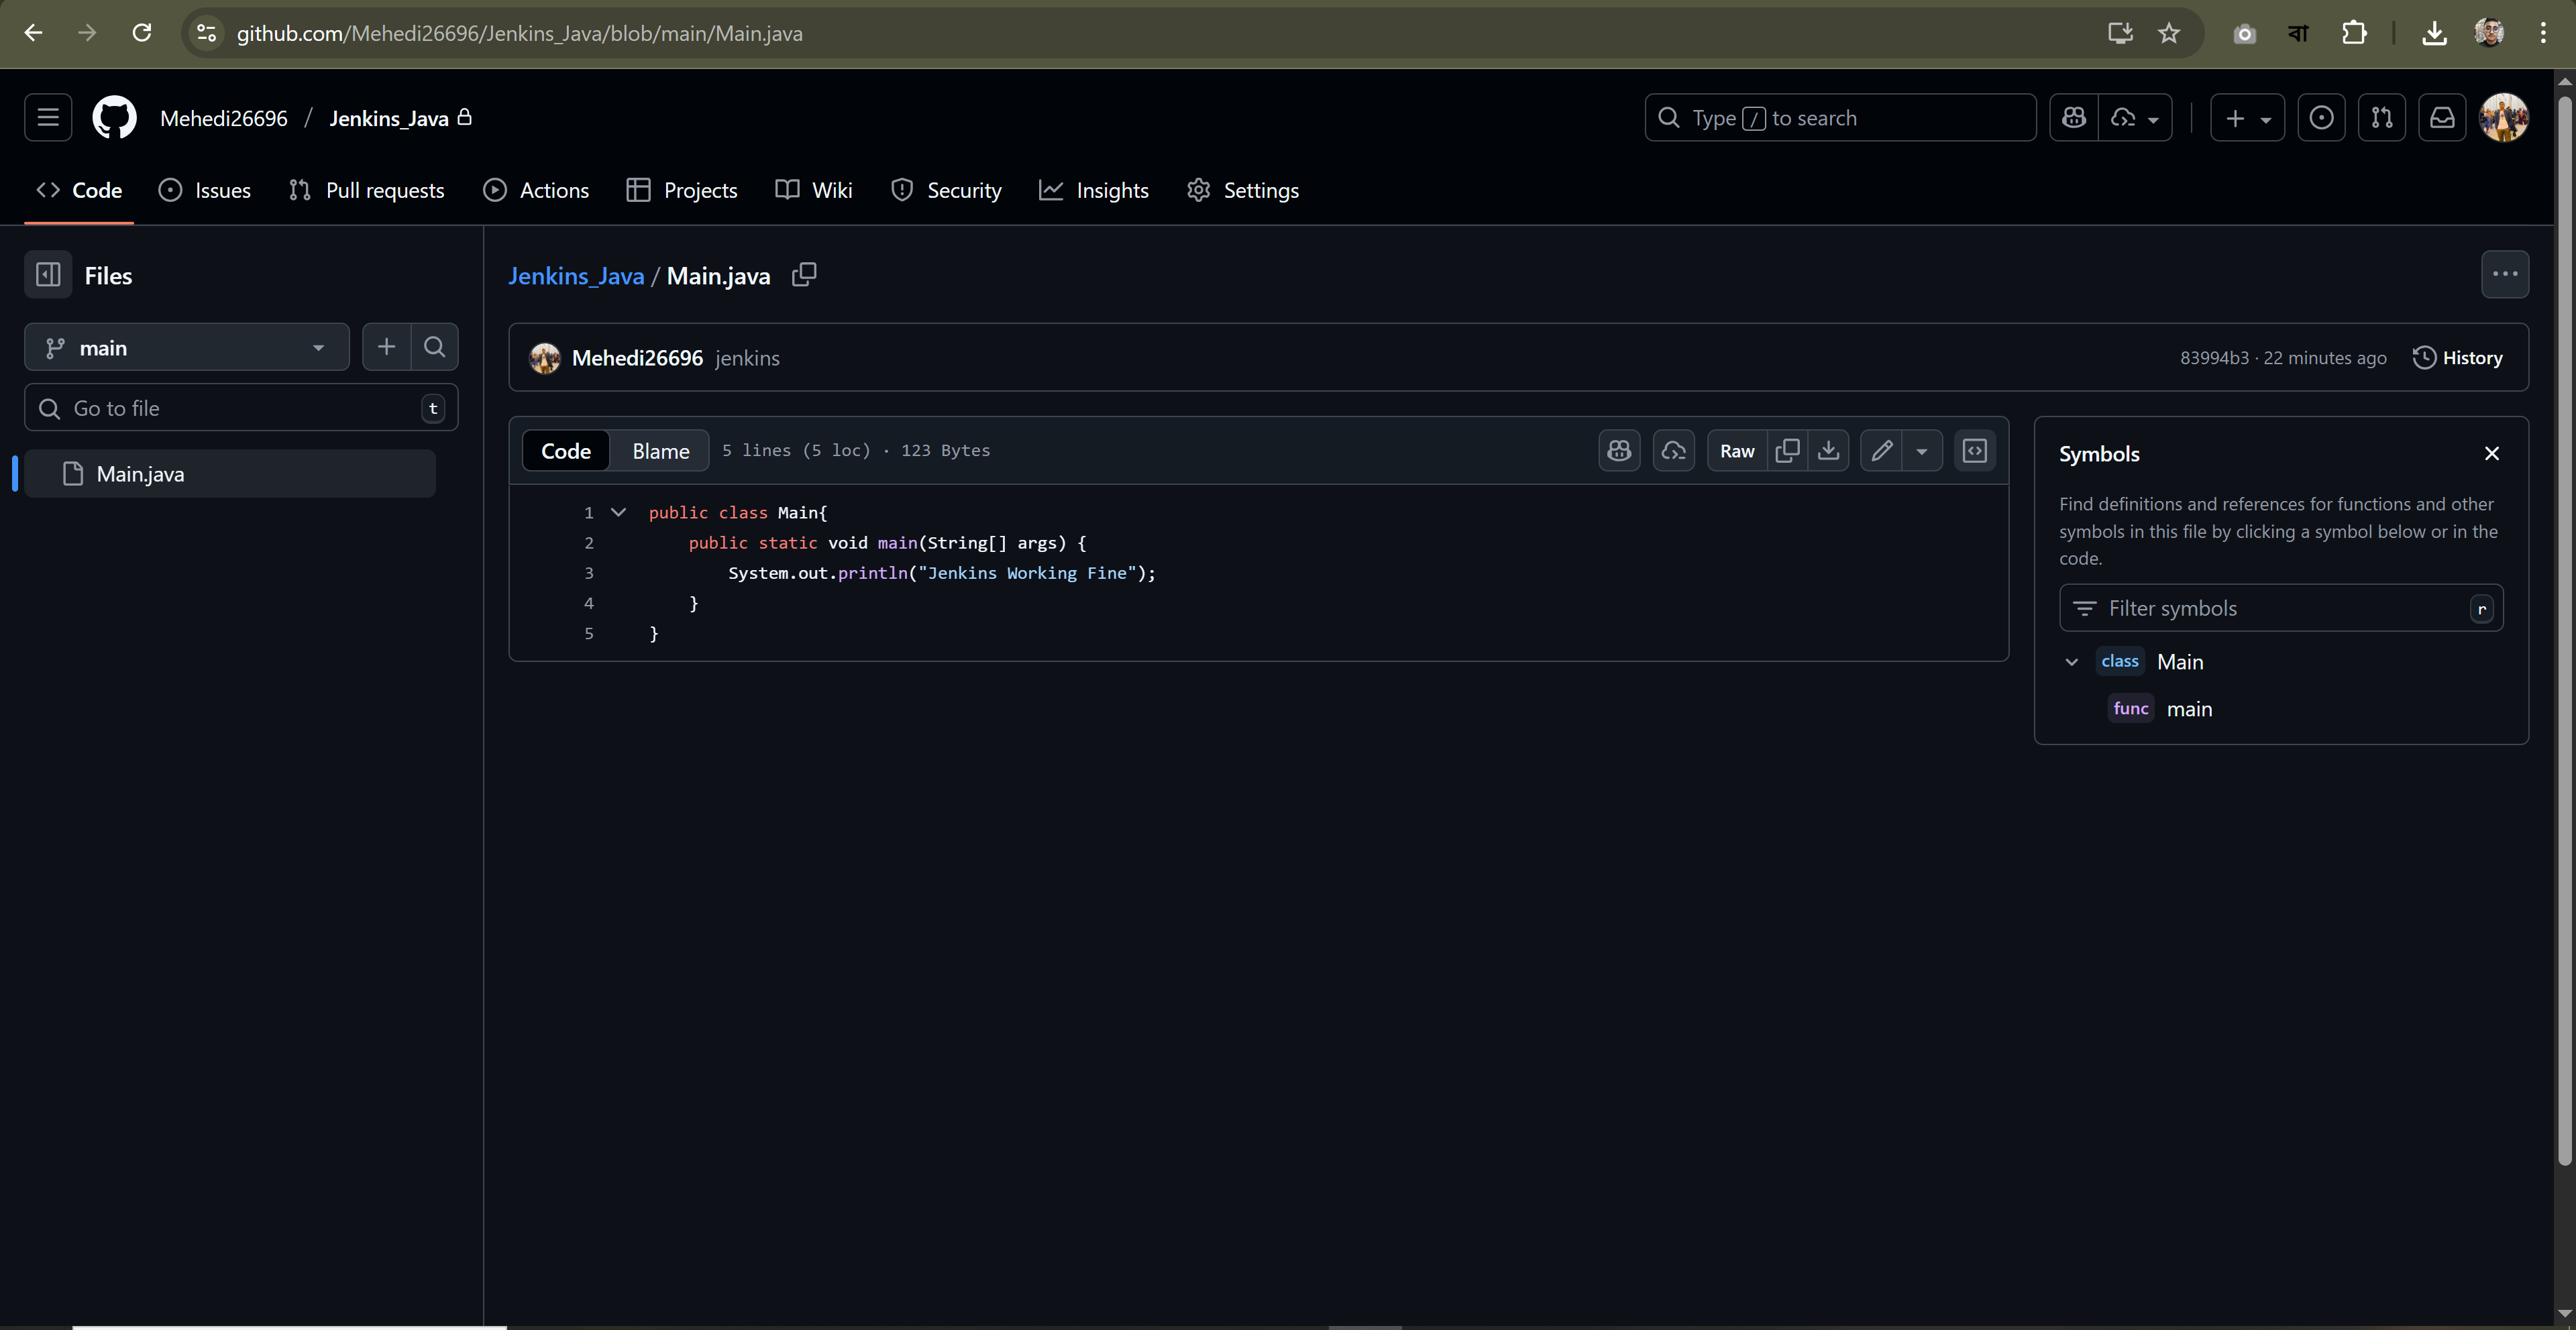 github.com/Mehedi26696/Jenkins_Java/blob/main/Main.java
বা
Mehedi26696 / Jenkins_Java
Type / to search
Code Issues Pull requests Actions Projects Wiki Security Insights Settings
Files
main
Go to file t
Main.java
Jenkins_Java / Main.java
Mehedi26696 jenkins
83994b3 · 22 minutes ago History
Code Blame 5 lines (5 loc) · 123 Bytes Raw
1 public class Main{
2 public static void main(String[] args) {
3 System.out.println("Jenkins Working Fine");
4 }
5 }
Symbols
Find definitions and references for functions and other
symbols in this file by clicking a symbol below or in the
code.
Filter symbols r
class Main
func main